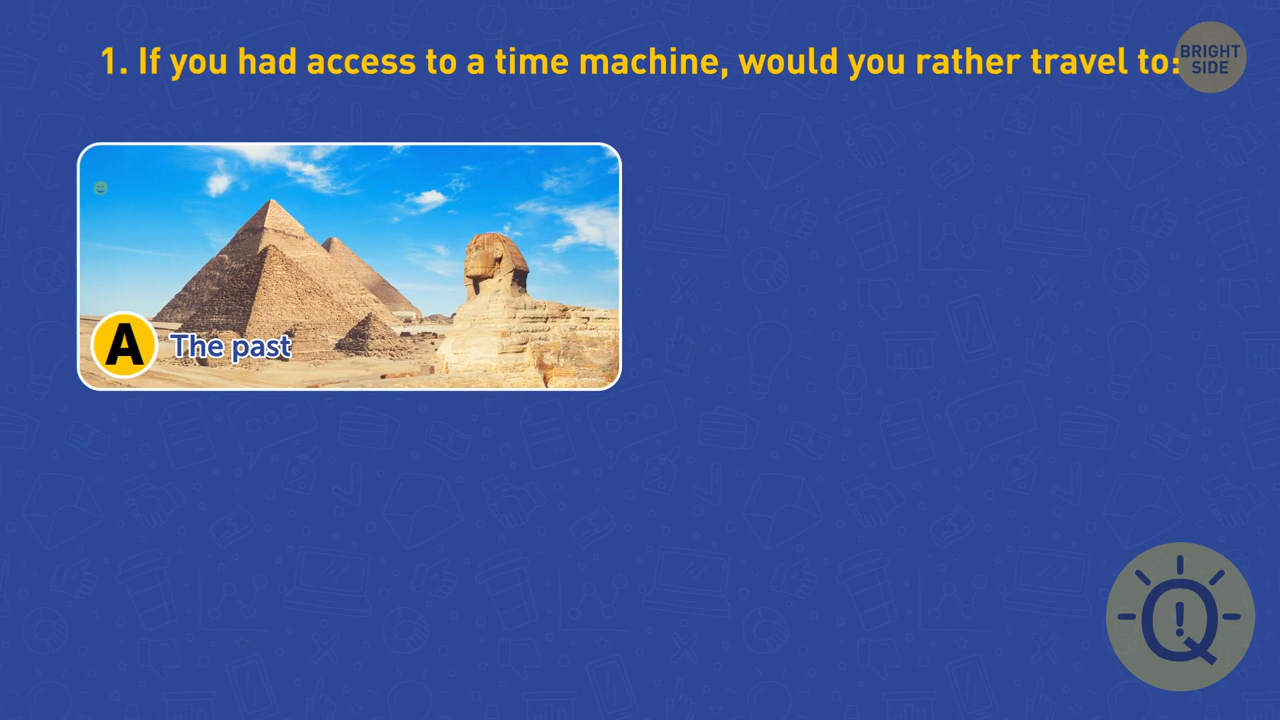 1. If you had access to a time machine, would you rather travel to:
BRIGHT
SIDE
A The past
Q!